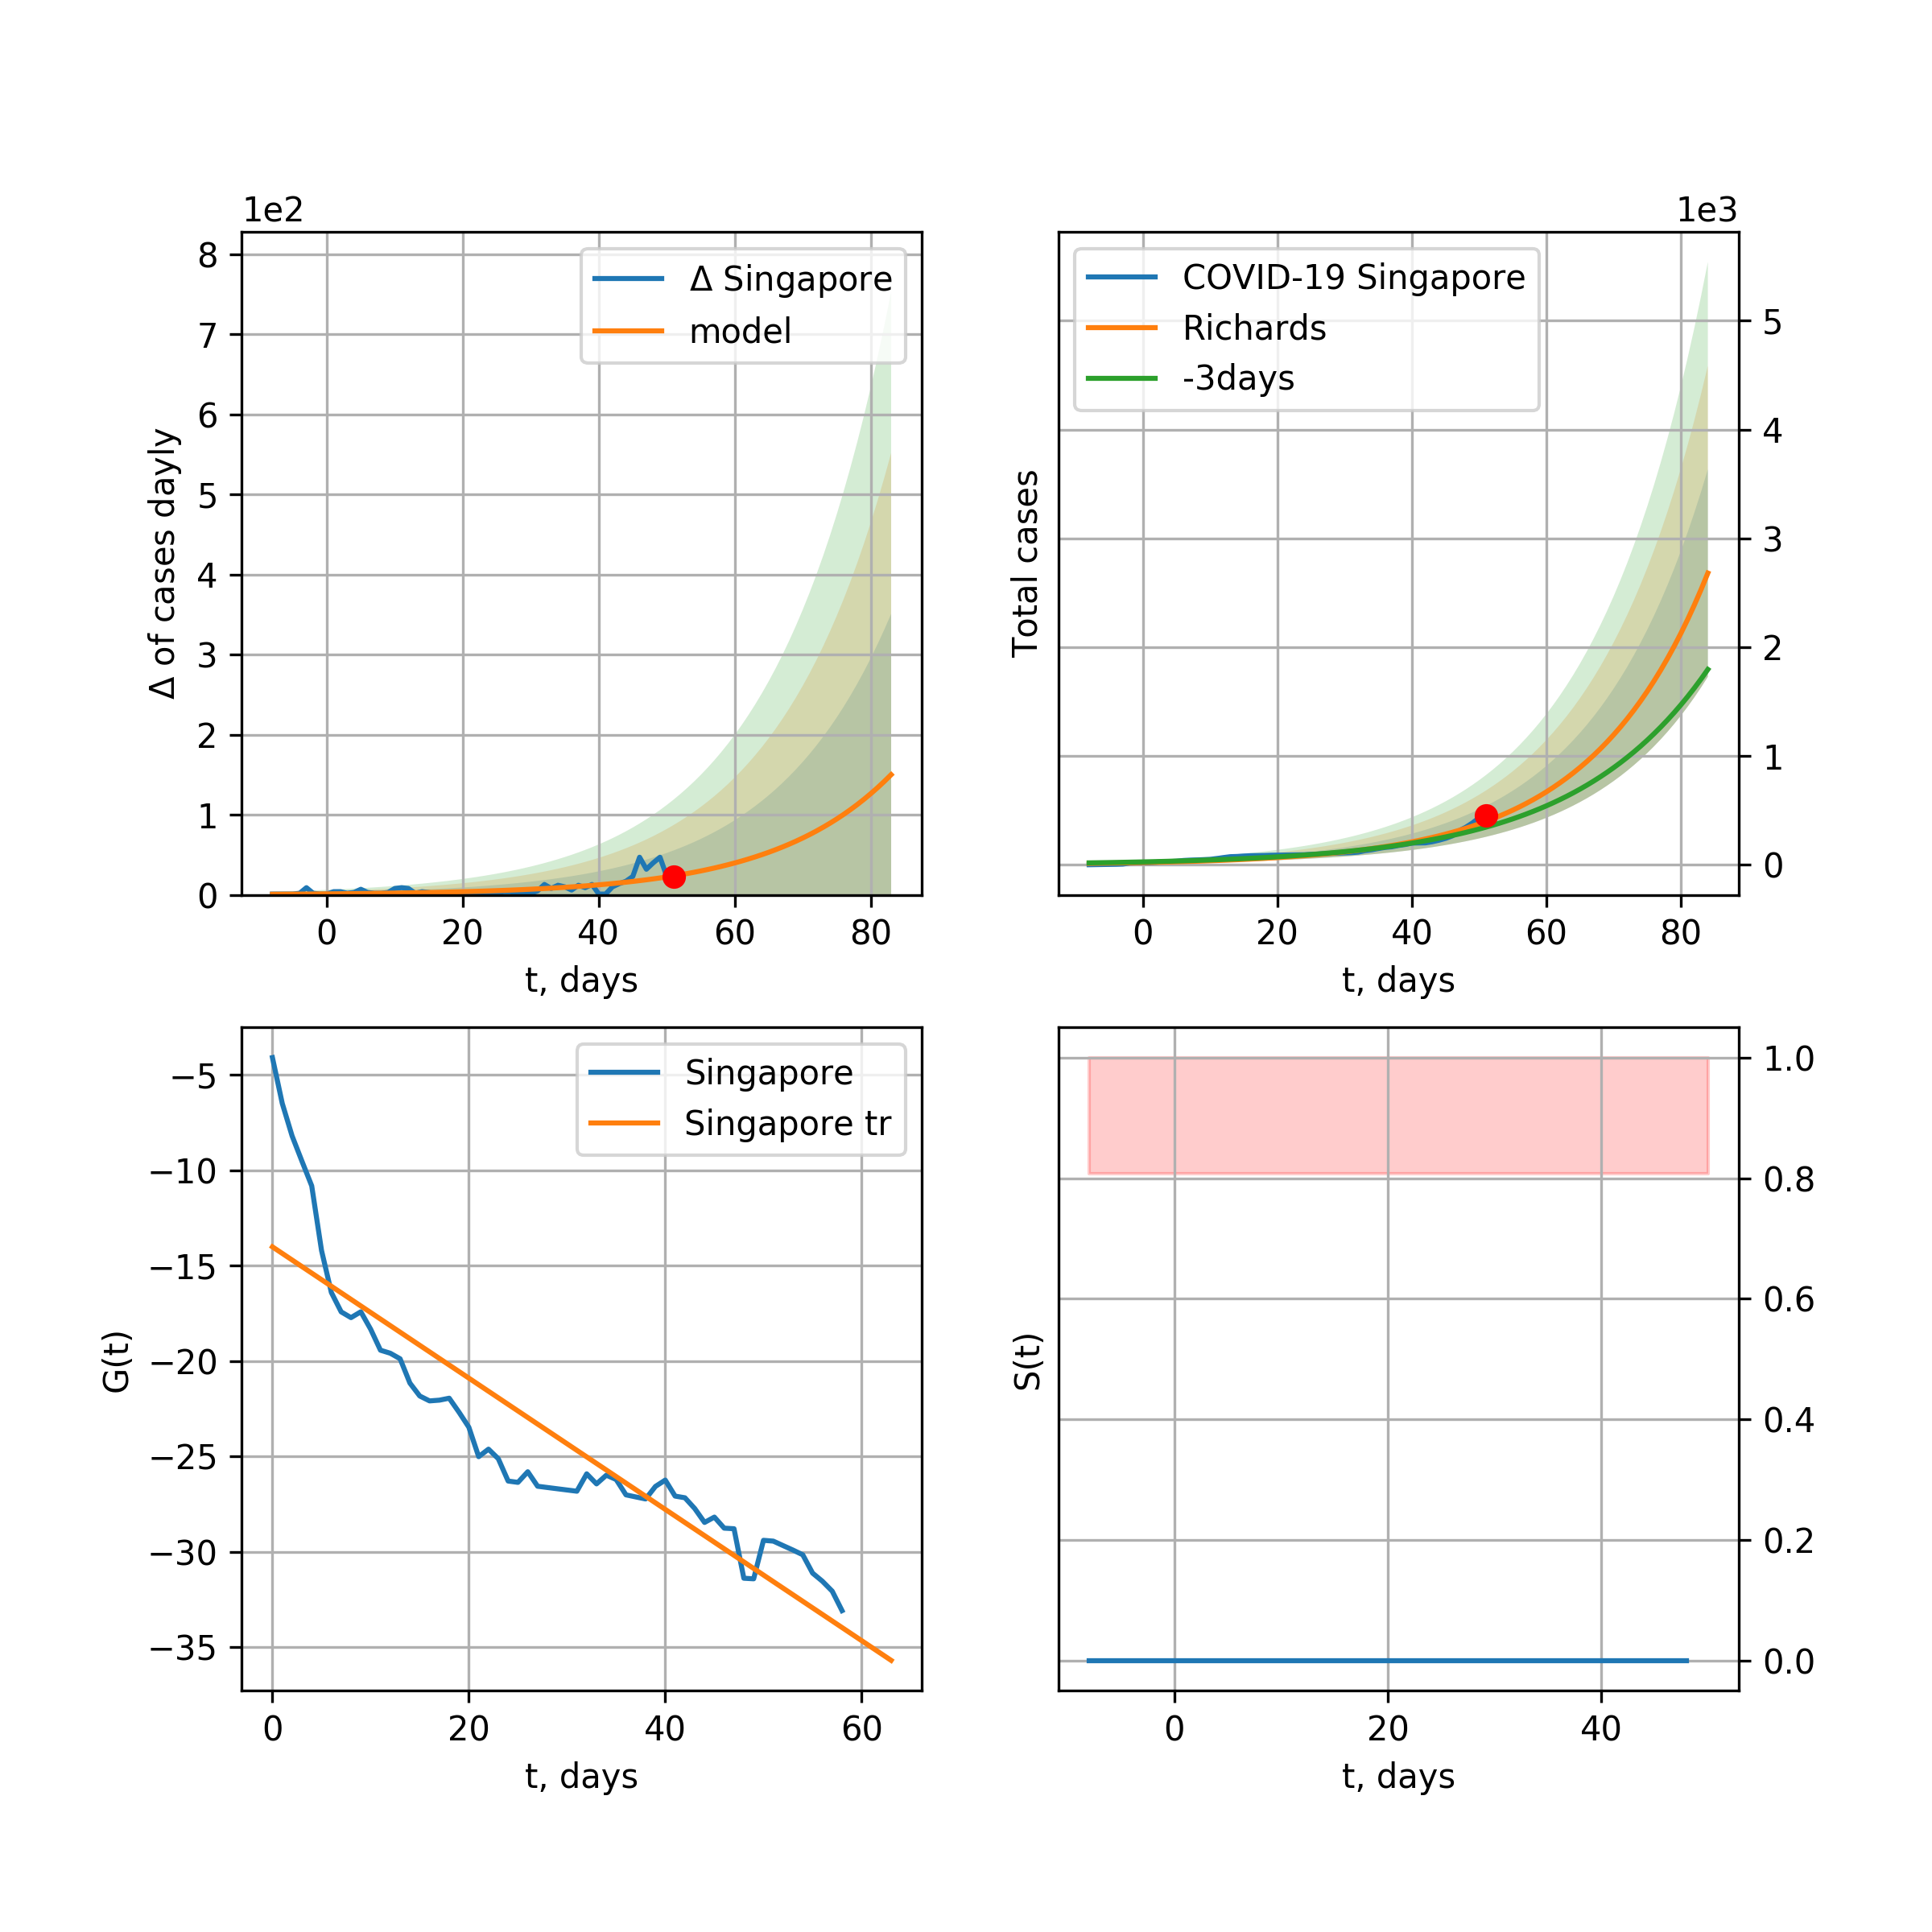 1e2
8
7
6
5
4
3
2
1
0
Δ of cases dayly
Δ Singapore
model
0 20 40 60 80
t, days
1e3
5
4
3
2
1
0
Total cases
COVID-19 Singapore
Richards
-3days
0 20 40 60 80
t, days
−5
−10
−15
−20
−25
−30
−35
G(t)
Singapore
Singapore tr
0 20 40 60
t, days
1.0
0.8
0.6
0.4
0.2
0.0
S(t)
0 20 40
t, days